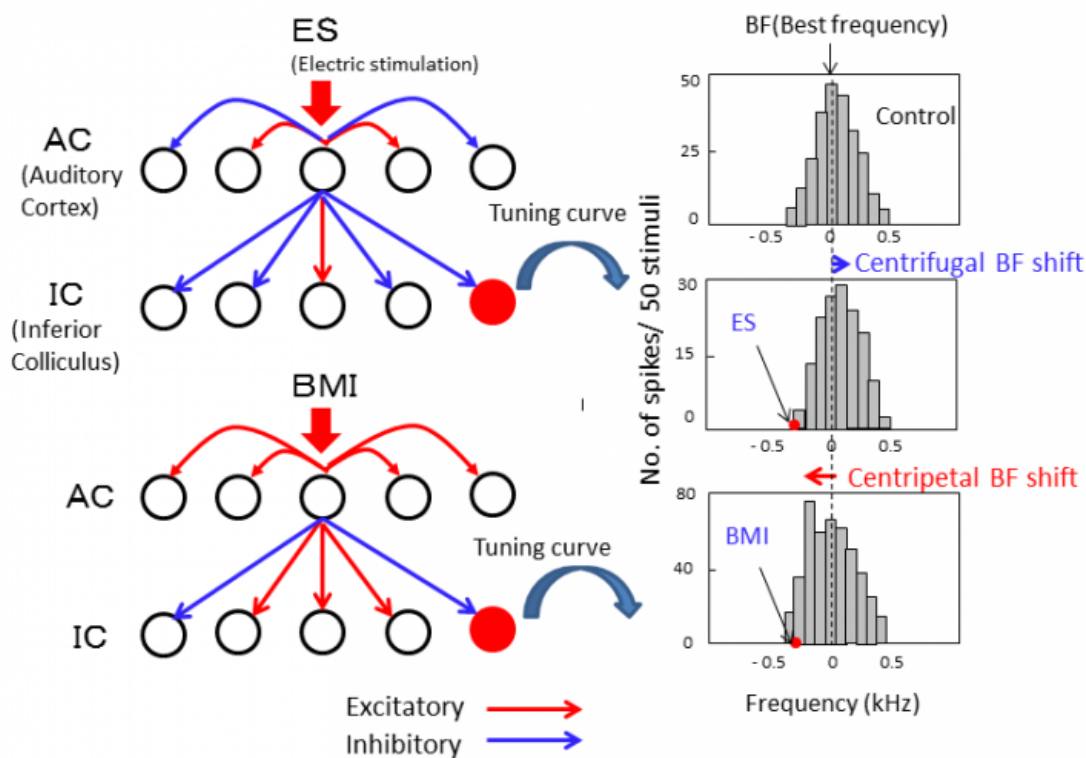 ES
(Electric stimulation)
AC
(Auditory
Cortex)
IC
(Inferior
Colliculus)
Tuning curve
BMI
AC
IC
Tuning curve
Excitatory
Inhibitory
BF(Best frequency)
No. of spikes/ 50 stimuli
50
25
0
Control
- 0.5
0
0.5
Centrifugal BF shift
30
15
0
ES
- 0.5
0
0.5
Centripetal BF shift
80
40
0
BMI
- 0.5
0
0.5
Frequency (kHz)